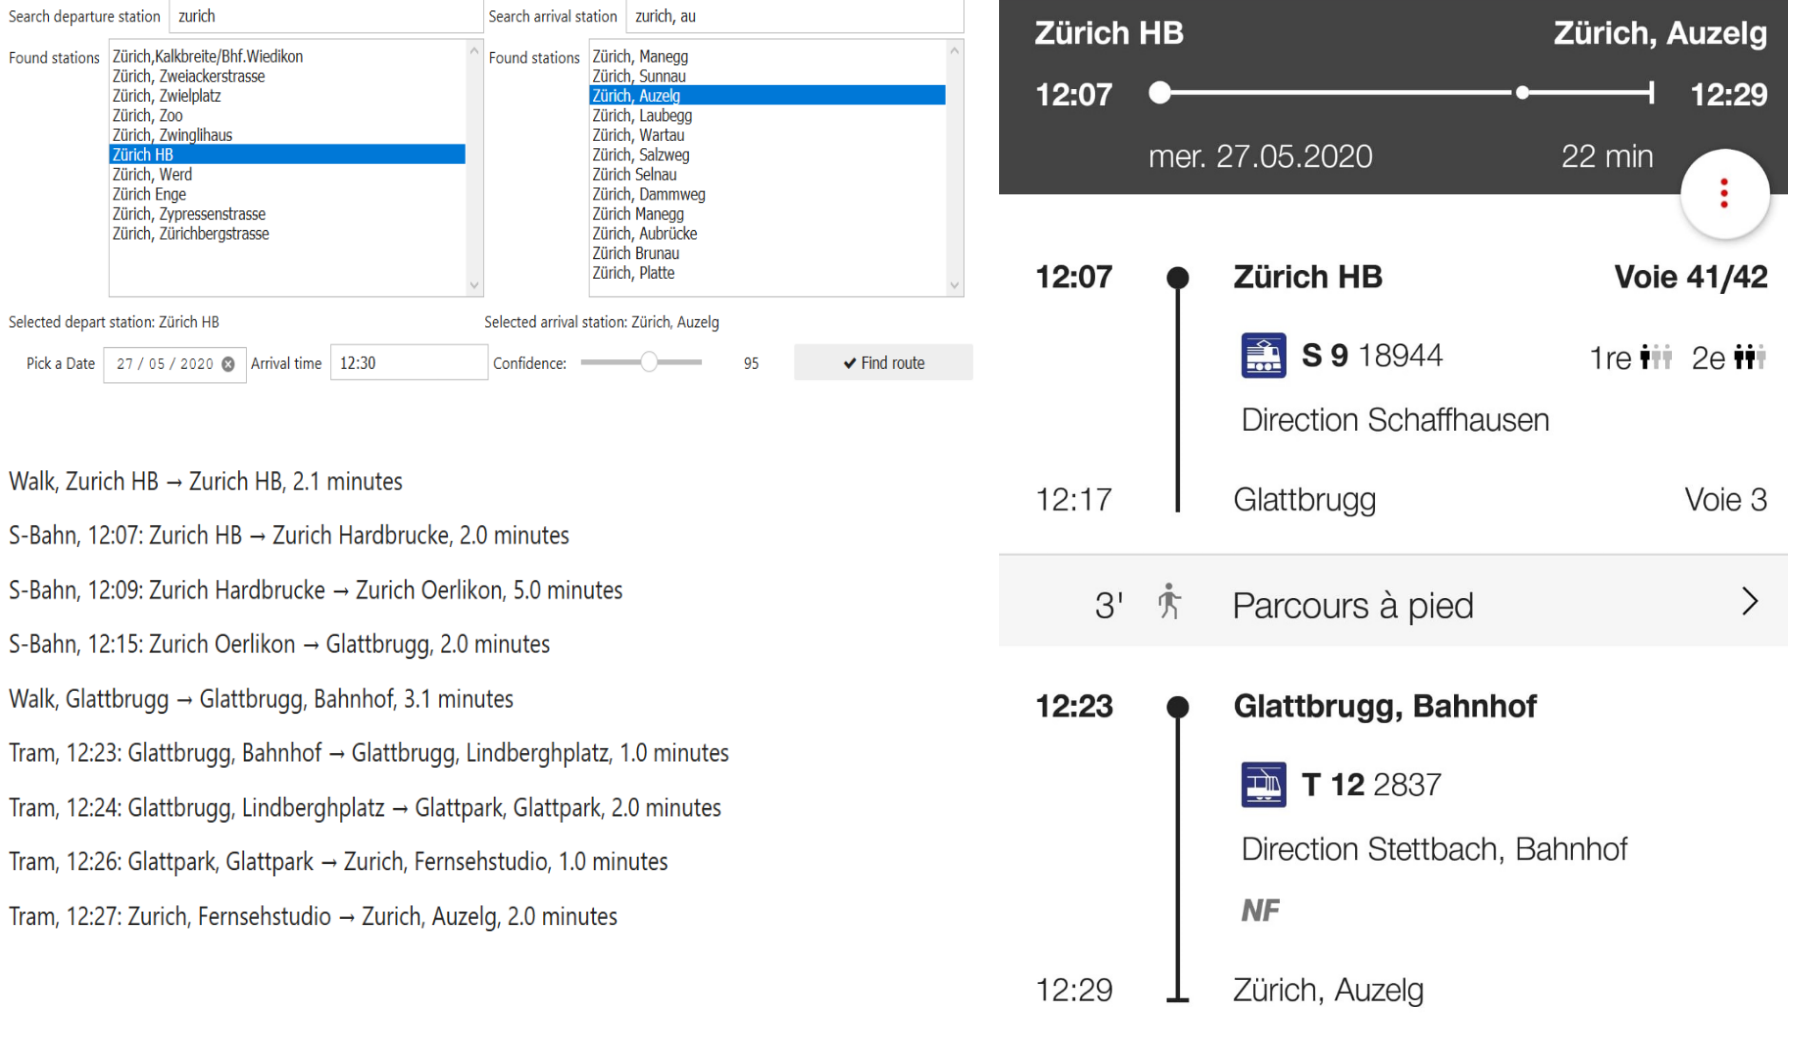 Search departure station zurich
Search arrival station zurich, au
Found stations
Zürich,Kalkbreite/Bhf.Wiedikon
Zürich, Zweiackerstrasse
Zürich, Zwielplatz
Zürich, Zoo
Zürich, Zwinglihaus
Zürich HB
Zürich, Werd
Zürich Enge
Zürich, Zypressenstrasse
Zürich, Zürichbergstrasse
Found stations
Zürich, Manegg
Zürich, Sunnau
Zürich, Auzelg
Zürich, Laubegg
Zürich, Wartau
Zürich, Salzweg
Zürich Selnau
Zürich, Dammweg
Zürich Manegg
Zürich, Aubrücke
Zürich Brunau
Zürich, Platte
Selected depart station: Zürich HB
Selected arrival station: Zürich, Auzelg
Pick a Date 27 / 05 / 2020 Arrival time 12:30 Confidence: 95 ✔ Find route
Walk, Zurich HB → Zurich HB, 2.1 minutes
S-Bahn, 12:07: Zurich HB → Zurich Hardbrucke, 2.0 minutes
S-Bahn, 12:09: Zurich Hardbrucke → Zurich Oerlikon, 5.0 minutes
S-Bahn, 12:15: Zurich Oerlikon → Glattbrugg, 2.0 minutes
Walk, Glattbrugg → Glattbrugg, Bahnhof, 3.1 minutes
Tram, 12:23: Glattbrugg, Bahnhof → Glattbrugg, Lindberghplatz, 1.0 minutes
Tram, 12:24: Glattbrugg, Lindberghplatz → Glattpark, Glattpark, 2.0 minutes
Tram, 12:26: Glattpark, Glattpark → Zurich, Fernsehstudio, 1.0 minutes
Tram, 12:27: Zurich, Fernsehstudio → Zurich, Auzelg, 2.0 minutes
Zürich HB Zürich, Auzelg
12:07 12:29
mer. 27.05.2020 22 min
12:07 Zürich HB Voie 41/42
S 9 18944 1re 2e
Direction Schaffhausen
12:17 Glattbrugg Voie 3
3' Parcours à pied
12:23 Glattbrugg, Bahnhof
T 12 2837
Direction Stettbach, Bahnhof
NF
12:29 Zürich, Auzelg